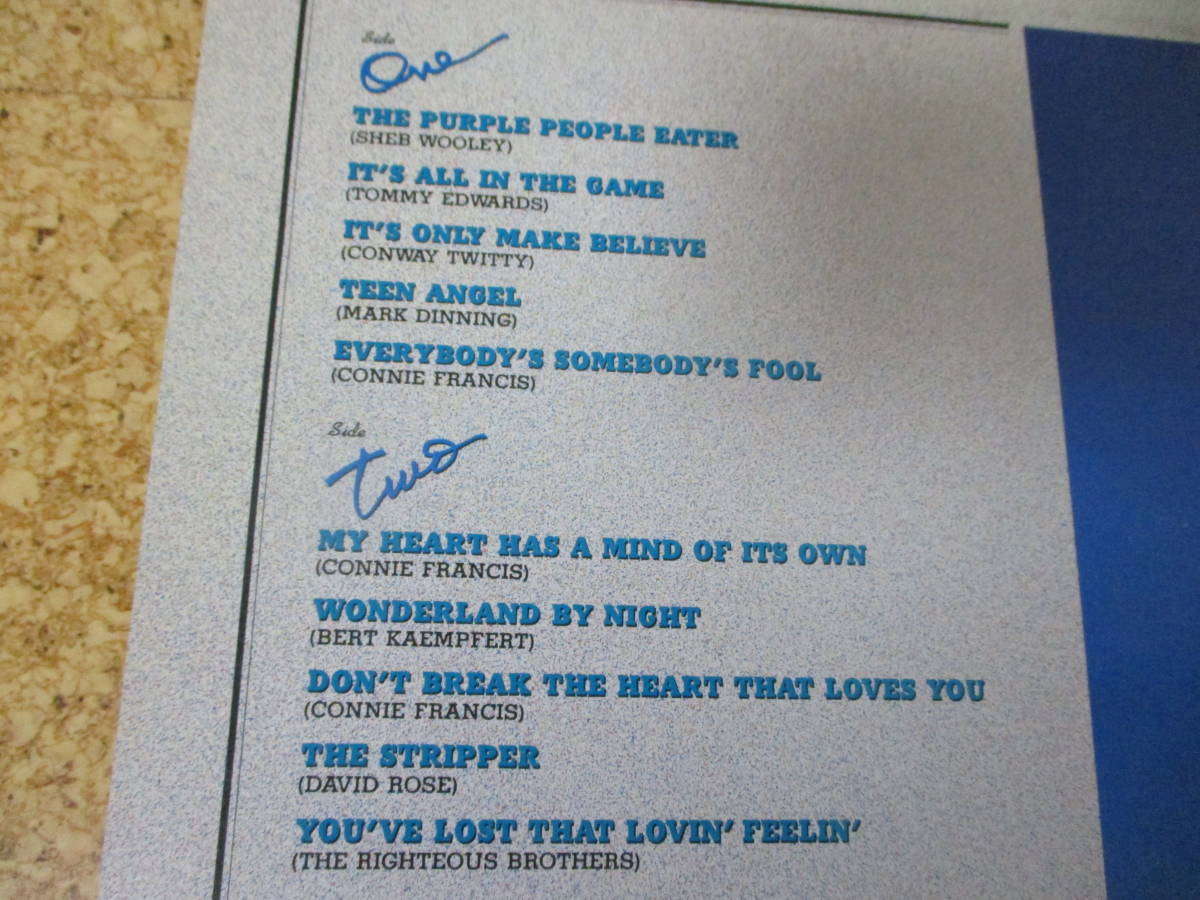 Side
One
THE PURPLE PEOPLE EATER
(SHEB WOOLEY)
IT'S ALL IN THE GAME
(TOMMY EDWARDS)
IT'S ONLY MAKE BELIEVE
(CONWAY TWITTY)
TEEN ANGEL
(MARK DINNING)
EVERYBODY'S SOMEBODY'S FOOL
(CONNIE FRANCIS)
Side
two
MY HEART HAS A MIND OF ITS OWN
(CONNIE FRANCIS)
WONDERLAND BY NIGHT
(BERT KAEMPFERT)
DON'T BREAK THE HEART THAT LOVES YOU
(CONNIE FRANCIS)
THE STRIPPER
(DAVID ROSE)
YOU'VE LOST THAT LOVIN' FEELIN'
(THE RIGHTEOUS BROTHERS)